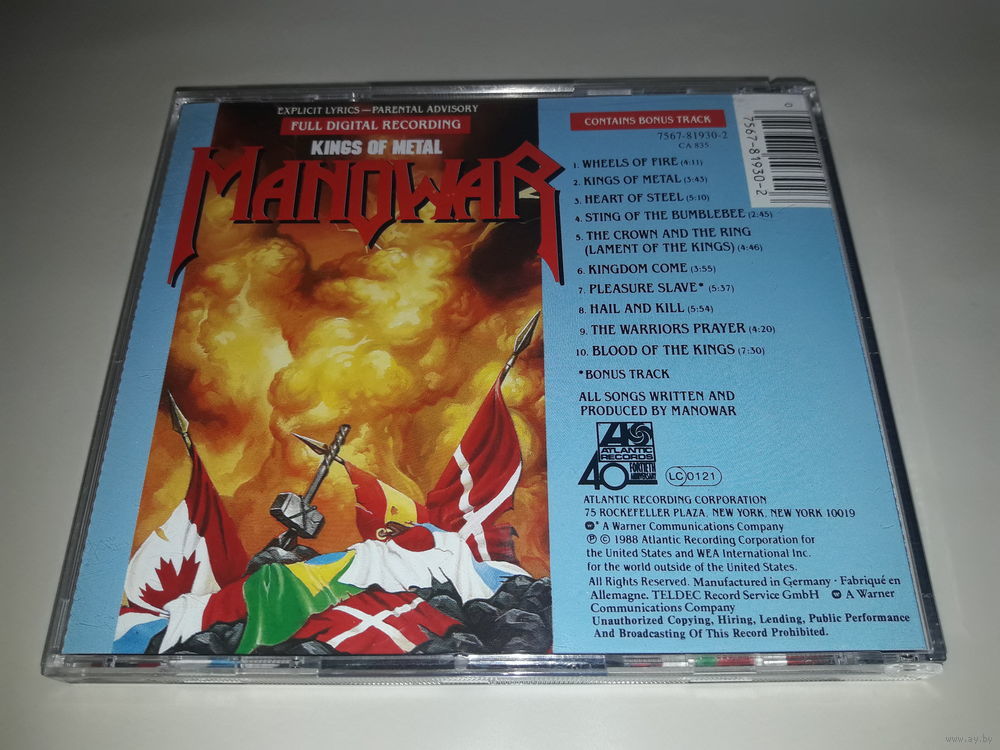 EXPLICIT LYRICS—PARENTAL ADVISORY
FULL DIGITAL RECORDING
KINGS OF METAL
MANOWAR
CONTAINS BONUS TRACK
7567-81930-2
CA 835
0
7567-81930-2
1. WHEELS OF FIRE (4:11)
2. KINGS OF METAL (3:43)
3. HEART OF STEEL (5:10)
4. STING OF THE BUMBLEBEE (2:45)
5. THE CROWN AND THE RING
(LAMENT OF THE KINGS) (4:46)
6. KINGDOM COME (3:55)
7. PLEASURE SLAVE* (5:37)
8. HAIL AND KILL (5:54)
9. THE WARRIORS PRAYER (4:20)
10. BLOOD OF THE KINGS (7:30)
*BONUS TRACK
ALL SONGS WRITTEN AND
PRODUCED BY MANOWAR
ATLANTIC
RECORDS
40 FORTIETH
ANNIVERSARY
LC 0121
ATLANTIC RECORDING CORPORATION
75 ROCKEFELLER PLAZA, NEW YORK, NEW YORK 10019
* A Warner Communications Company
℗ © 1988 Atlantic Recording Corporation for
the United States and WEA International Inc.
for the world outside of the United States.
All Rights Reserved. Manufactured in Germany · Fabriqué en
Allemagne. TELDEC Record Service GmbH A Warner
Communications Company
Unauthorized Copying, Hiring, Lending, Public Performance
And Broadcasting Of This Record Prohibited.
www.ay.by